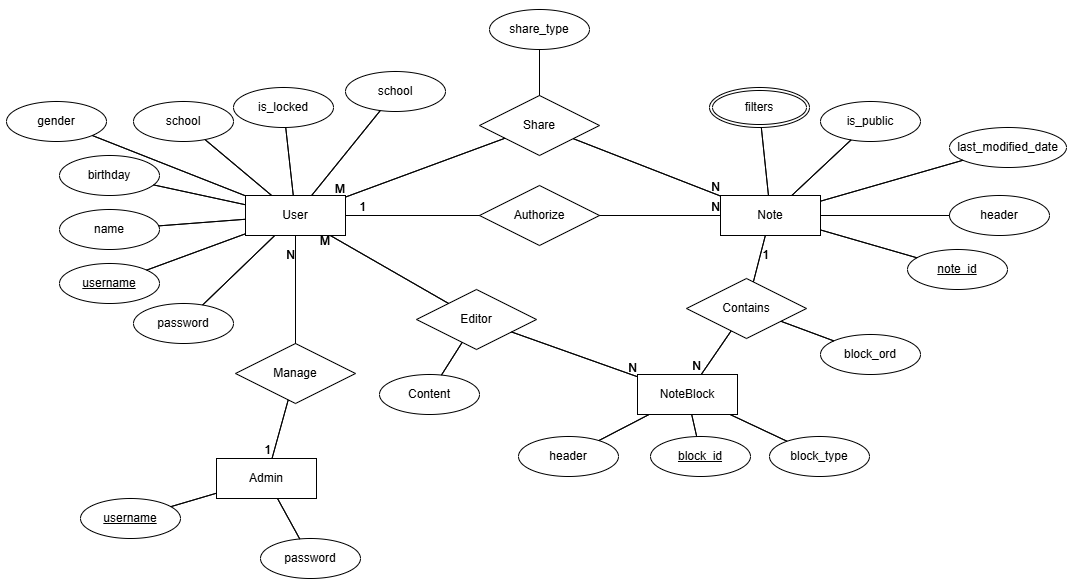 share_type
school
filters
is_locked
gender
school
is_public
Share
last_modified_date
birthday
M
N
1
N
User
Authorize
Note
header
name
M
N
1
note_id
username
password
Contains
Editor
block_ord
Manage
N
N
Content
NoteBlock
1
header
block_id
block_type
Admin
username
password